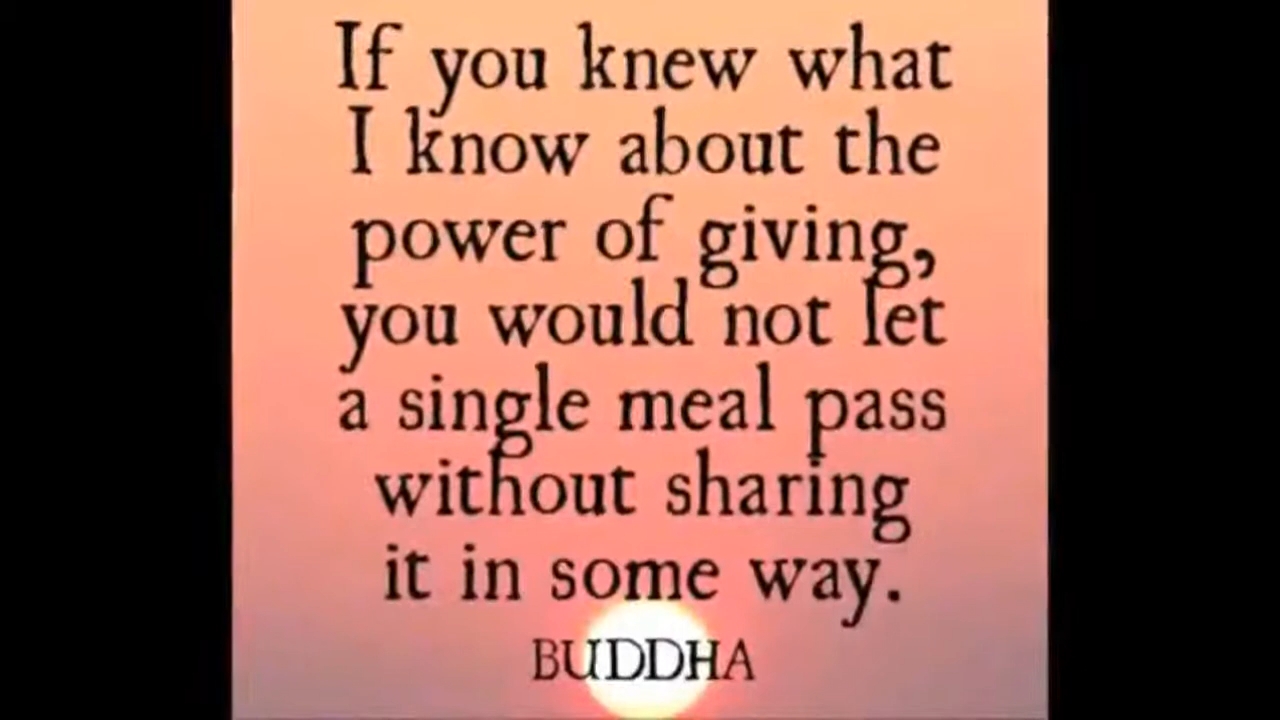 If you knew what
I know about the
power of giving,
you would not let
a single meal pass
without sharing
it in some way.
BUDDHA